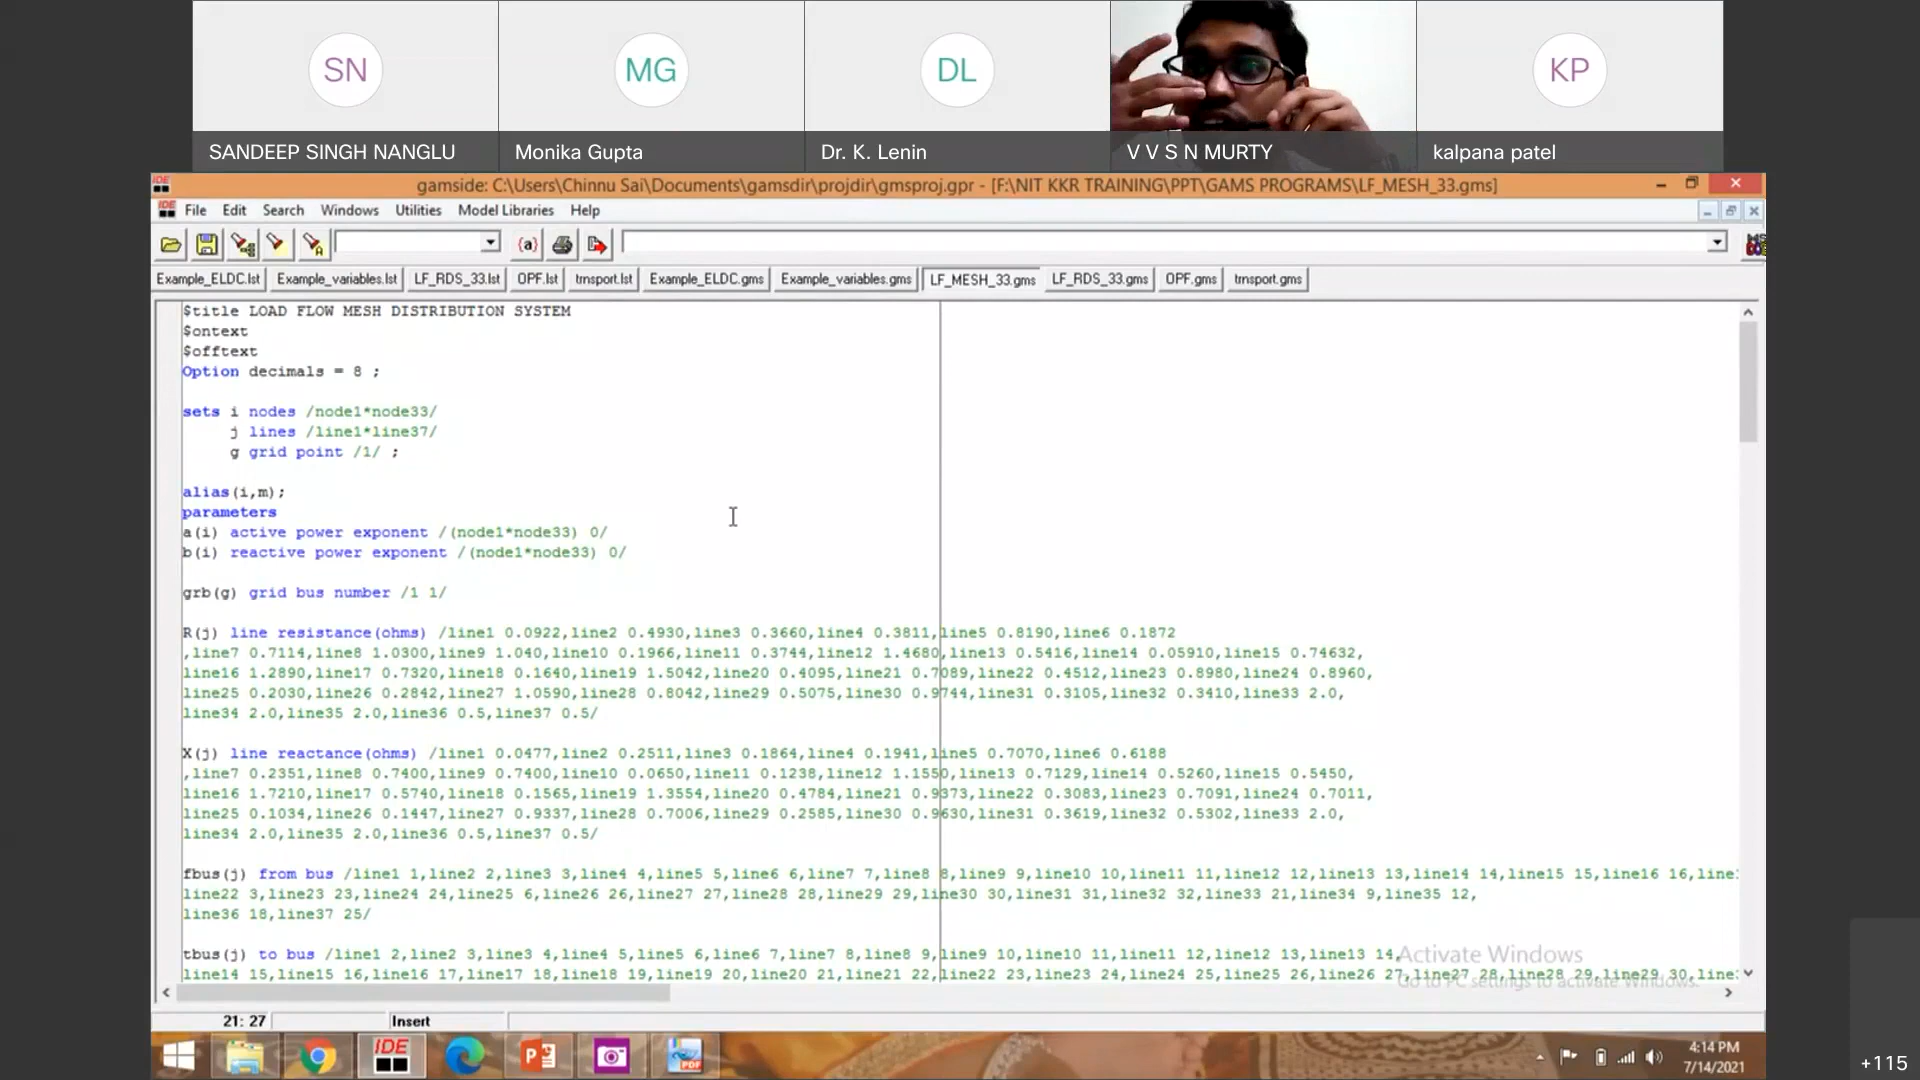 SN
MG
DL
KP
SANDEEP SINGH NANGLU
Monika Gupta
Dr. K. Lenin
V V S N MURTY
kalpana patel
IDE
gamside: C:\Users\Chinnu Sai\Documents\gamsdir\projdir\gmsproj.gpr - [F:\NIT KKR TRAINING\PPT\GAMS PROGRAMS\LF_MESH_33.gms]
IDE File Edit Search Windows Utilities Model Libraries Help
{a}
Example_ELDC.lst Example_variables.lst LF_RDS_33.lst OPF.lst trnsport.lst Example_ELDC.gms Example_variables.gms LF_MESH_33.gms LF_RDS_33.gms OPF.gms trnsport.gms
$title LOAD FLOW MESH DISTRIBUTION SYSTEM
$ontext
$offtext
Option decimals = 8 ;
sets i nodes /node1*node33/
j lines /line1*line37/
g grid point /1/ ;
alias(i,m);
parameters
a(i) active power exponent /(node1*node33) 0/
b(i) reactive power exponent /(node1*node33) 0/
grb(g) grid bus number /1 1/
R(j) line resistance(ohms) /line1 0.0922,line2 0.4930,line3 0.3660,line4 0.3811,line5 0.8190,line6 0.1872
,line7 0.7114,line8 1.0300,line9 1.040,line10 0.1966,line11 0.3744,line12 1.4680,line13 0.5416,line14 0.05910,line15 0.74632,
line16 1.2890,line17 0.7320,line18 0.1640,line19 1.5042,line20 0.4095,line21 0.7089,line22 0.4512,line23 0.8980,line24 0.8960,
line25 0.2030,line26 0.2842,line27 1.0590,line28 0.8042,line29 0.5075,line30 0.9744,line31 0.3105,line32 0.3410,line33 2.0,
line34 2.0,line35 2.0,line36 0.5,line37 0.5/
X(j) line reactance(ohms) /line1 0.0477,line2 0.2511,line3 0.1864,line4 0.1941,line5 0.7070,line6 0.6188
,line7 0.2351,line8 0.7400,line9 0.7400,line10 0.0650,line11 0.1238,line12 1.1550,line13 0.7129,line14 0.5260,line15 0.5450,
line16 1.7210,line17 0.5740,line18 0.1565,line19 1.3554,line20 0.4784,line21 0.9373,line22 0.3083,line23 0.7091,line24 0.7011,
line25 0.1034,line26 0.1447,line27 0.9337,line28 0.7006,line29 0.2585,line30 0.9630,line31 0.3619,line32 0.5302,line33 2.0,
line34 2.0,line35 2.0,line36 0.5,line37 0.5/
fbus(j) from bus /line1 1,line2 2,line3 3,line4 4,line5 5,line6 6,line7 7,line8 8,line9 9,line10 10,line11 11,line12 12,line13 13,line14 14,line15 15,line16 16,line
line22 3,line23 23,line24 24,line25 6,line26 26,line27 27,line28 28,line29 29,line30 30,line31 31,line32 32,line33 21,line34 9,line35 12,
line36 18,line37 25/
tbus(j) to bus /line1 2,line2 3,line3 4,line4 5,line5 6,line6 7,line7 8,line8 9,line9 10,line10 11,line11 12,line12 13,line13 14,
line14 15,line15 16,line16 17,line17 18,line18 19,line19 20,line20 21,line21 22,line22 23,line23 24,line24 25,line25 26,line26 27,line27 28,line28 29,line29 30,line
Activate Windows
Go to PC settings to activate Windows.
21: 27 Insert
IDE
PDF
4:14 PM
7/14/2021
+115